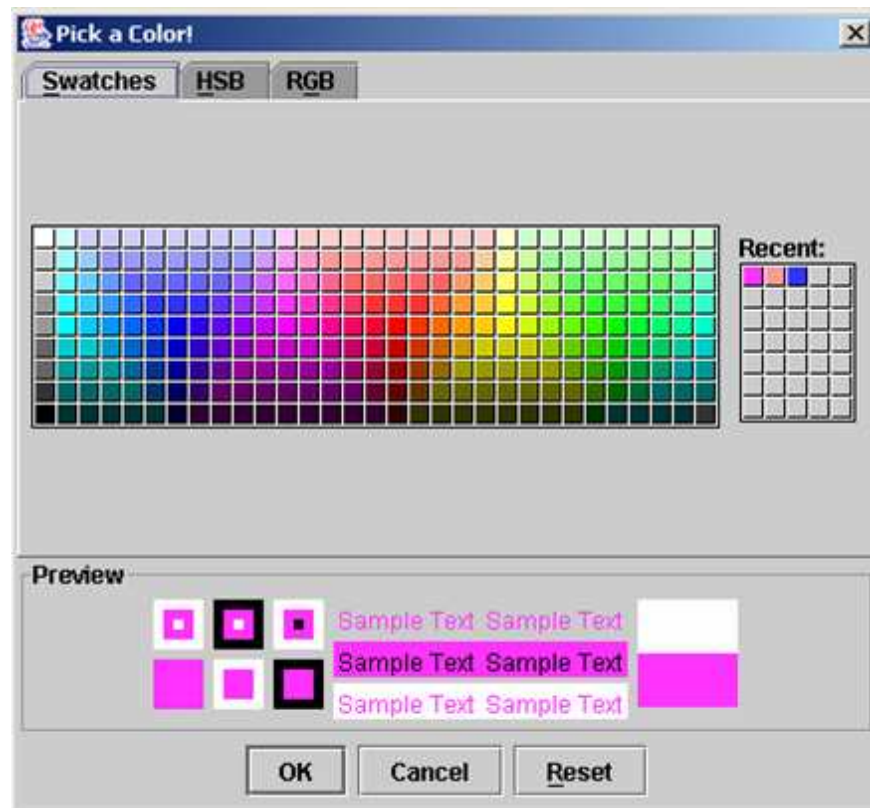 Pick a Color!
Swatches HSB RGB
Recent:
Preview
Sample Text Sample Text
Sample Text Sample Text
Sample Text Sample Text
OK Cancel Reset